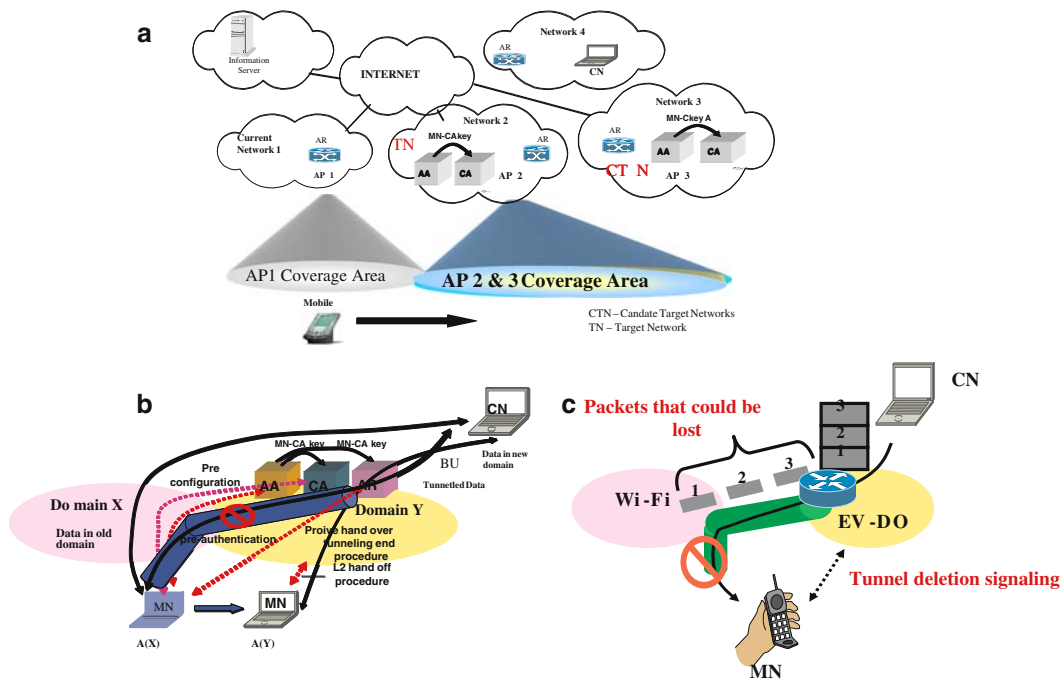 a
Information
Server
INTERNET
Network 4
AR
CN
Current
Network 1
AR
AP 1
Network 2
MN-CAkey
TN
AR
AA
CA
AP 2
Network 3
MN-Ckey A
AR
AA
CA
CT N
AP 3
AP1 Coverage Area
AP 2 & 3 Coverage Area
Mobile
CTN – Candate Target Networks
TN – Target Network
b
CN
MN-CA key
MN-CA key
Data in new
domain
BU
Tunnetled Data
Pre
configuration
AA
CA
AR
Do main X
Domain Y
Data in old
domain
pre-authentication
Proive hand over
tunneling end
procedure
L2 hand off
procedure
MN
MN
A(X)
A(Y)
c
Packets that could be
lost
CN
3
2
1
Wi-Fi
1
2
3
EV-DO
Tunnel deletion signaling
MN